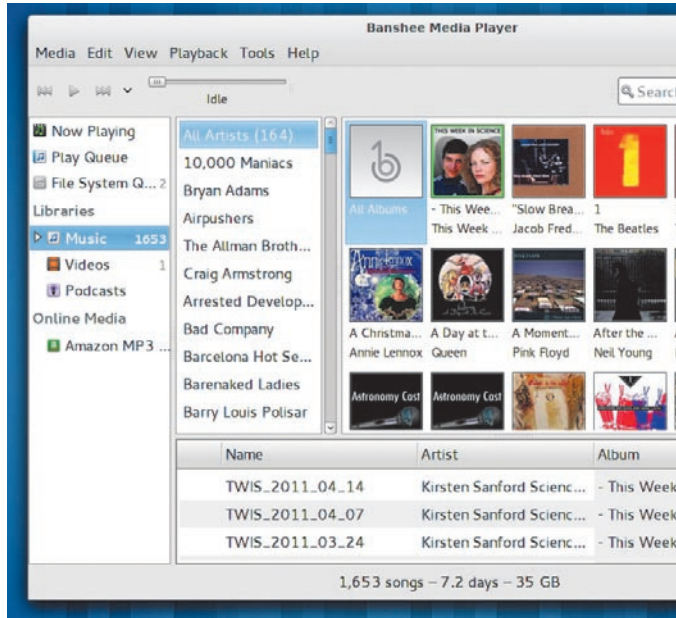 Banshee Media Player
Media Edit View Playback Tools Help
Idle
Search
Now Playing
Play Queue
File System Q... 2
Libraries
Music 1653
Videos 1
Podcasts
Online Media
Amazon MP3 ...
All Artists (164)
10,000 Maniacs
Bryan Adams
Airpushers
The Allman Broth...
Craig Armstrong
Arrested Develop...
Bad Company
Barcelona Hot Se...
Barenaked Ladies
Barry Louis Polisar
THIS WEEK IN SCIENCE
1
All Albums - This Wee... "Slow Brea... 1
This Week ... Jacob Fred... The Beatles
Annie Lennox
A Christma... A Day at t... A Moment... After the ...
Annie Lennox Queen Pink Floyd Neil Young
Astronomy Cast Astronomy Cast
Name Artist Album
TWIS_2011_04_14 Kirsten Sanford Scienc... - This Week
TWIS_2011_04_07 Kirsten Sanford Scienc... - This Week
TWIS_2011_03_24 Kirsten Sanford Scienc... - This Week
1,653 songs – 7.2 days – 35 GB